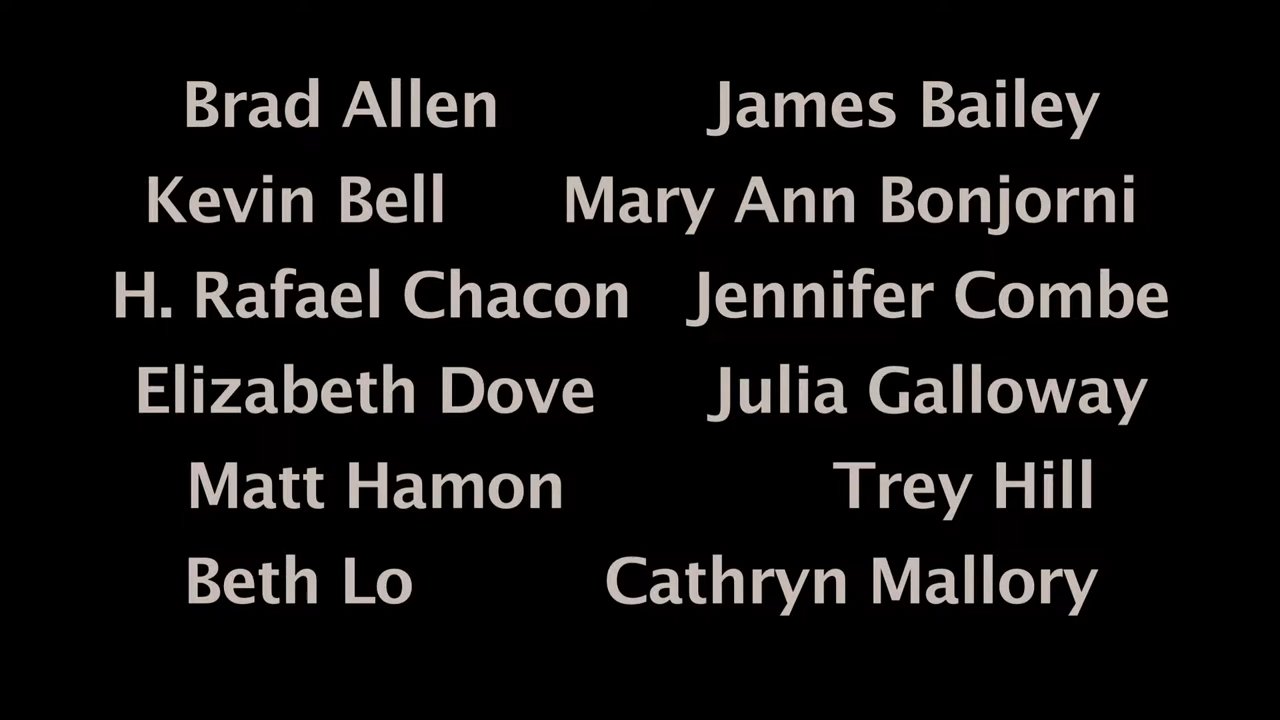 Brad Allen James Bailey
Kevin Bell Mary Ann Bonjorni
H. Rafael Chacon Jennifer Combe
Elizabeth Dove Julia Galloway
Matt Hamon Trey Hill
Beth Lo Cathryn Mallory